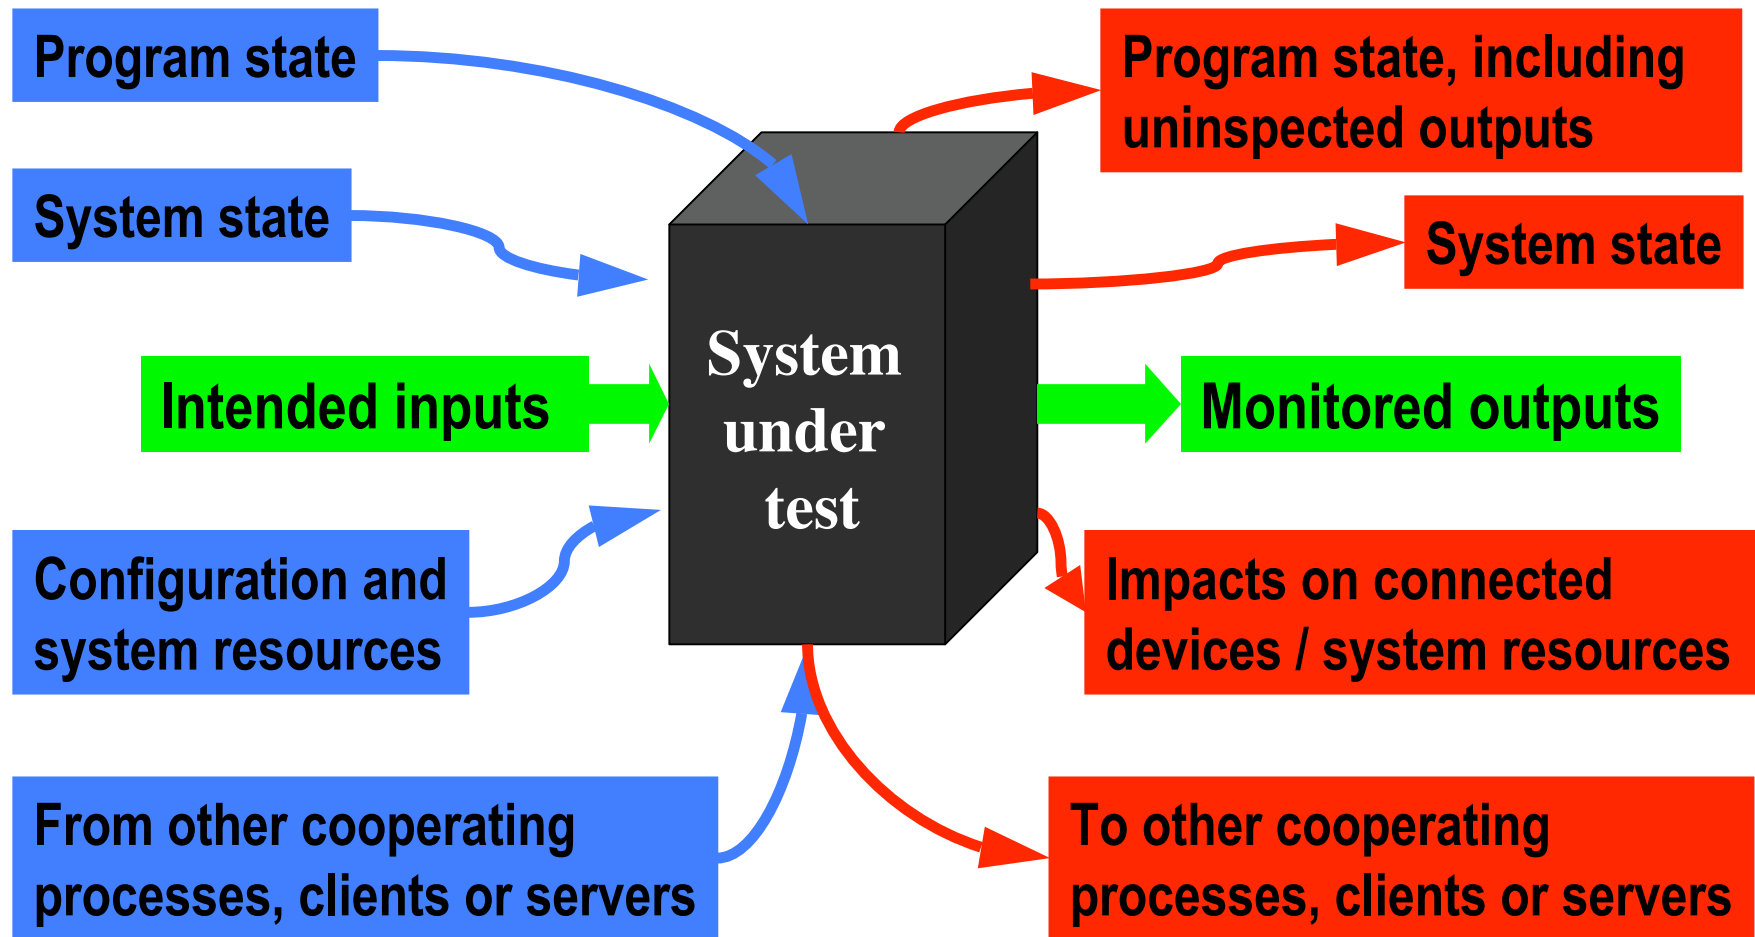 Program state
Program state, including
uninspected outputs
System state
System state
Intended inputs
System
under
test
Monitored outputs
Configuration and
system resources
Impacts on connected
devices / system resources
From other cooperating
processes, clients or servers
To other cooperating
processes, clients or servers